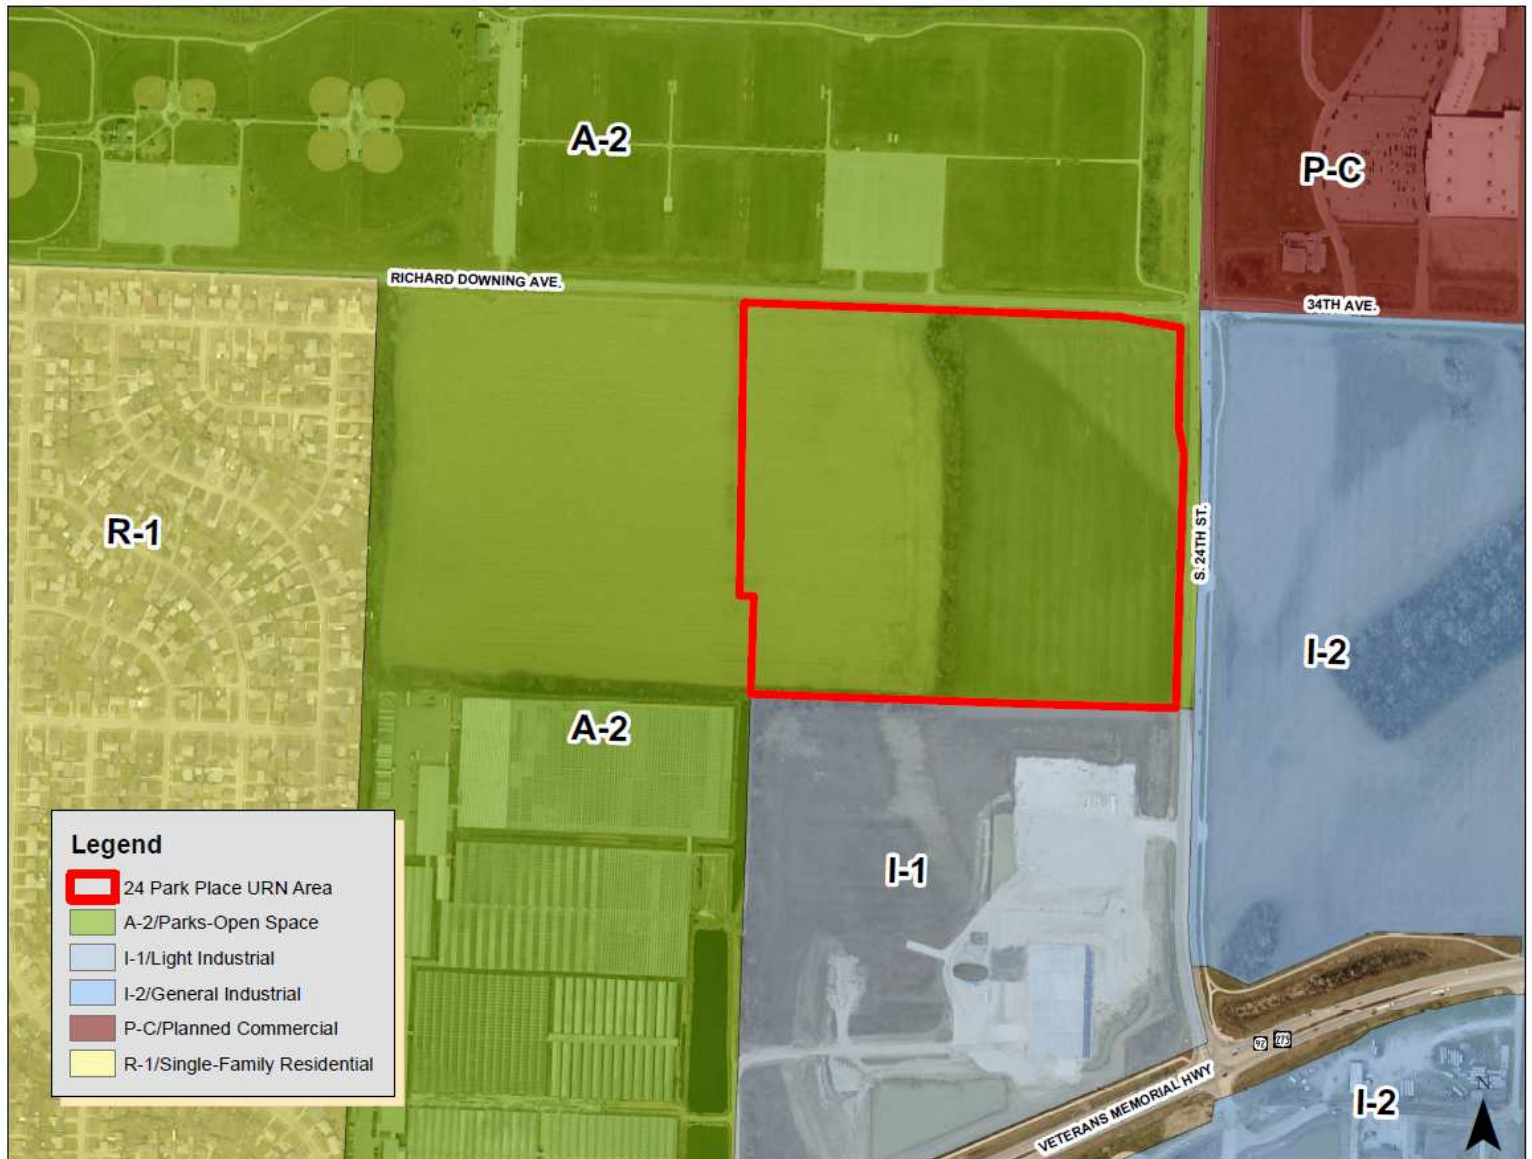 A-2
P-C
RICHARD DOWNING AVE.
34TH AVE.
R-1
S. 24TH ST.
I-2
A-2
I-1
Legend
24 Park Place URN Area
A-2/Parks-Open Space
I-1/Light Industrial
I-2/General Industrial
P-C/Planned Commercial
R-1/Single-Family Residential
92
275
VETERANS MEMORIAL HWY
I-2
N